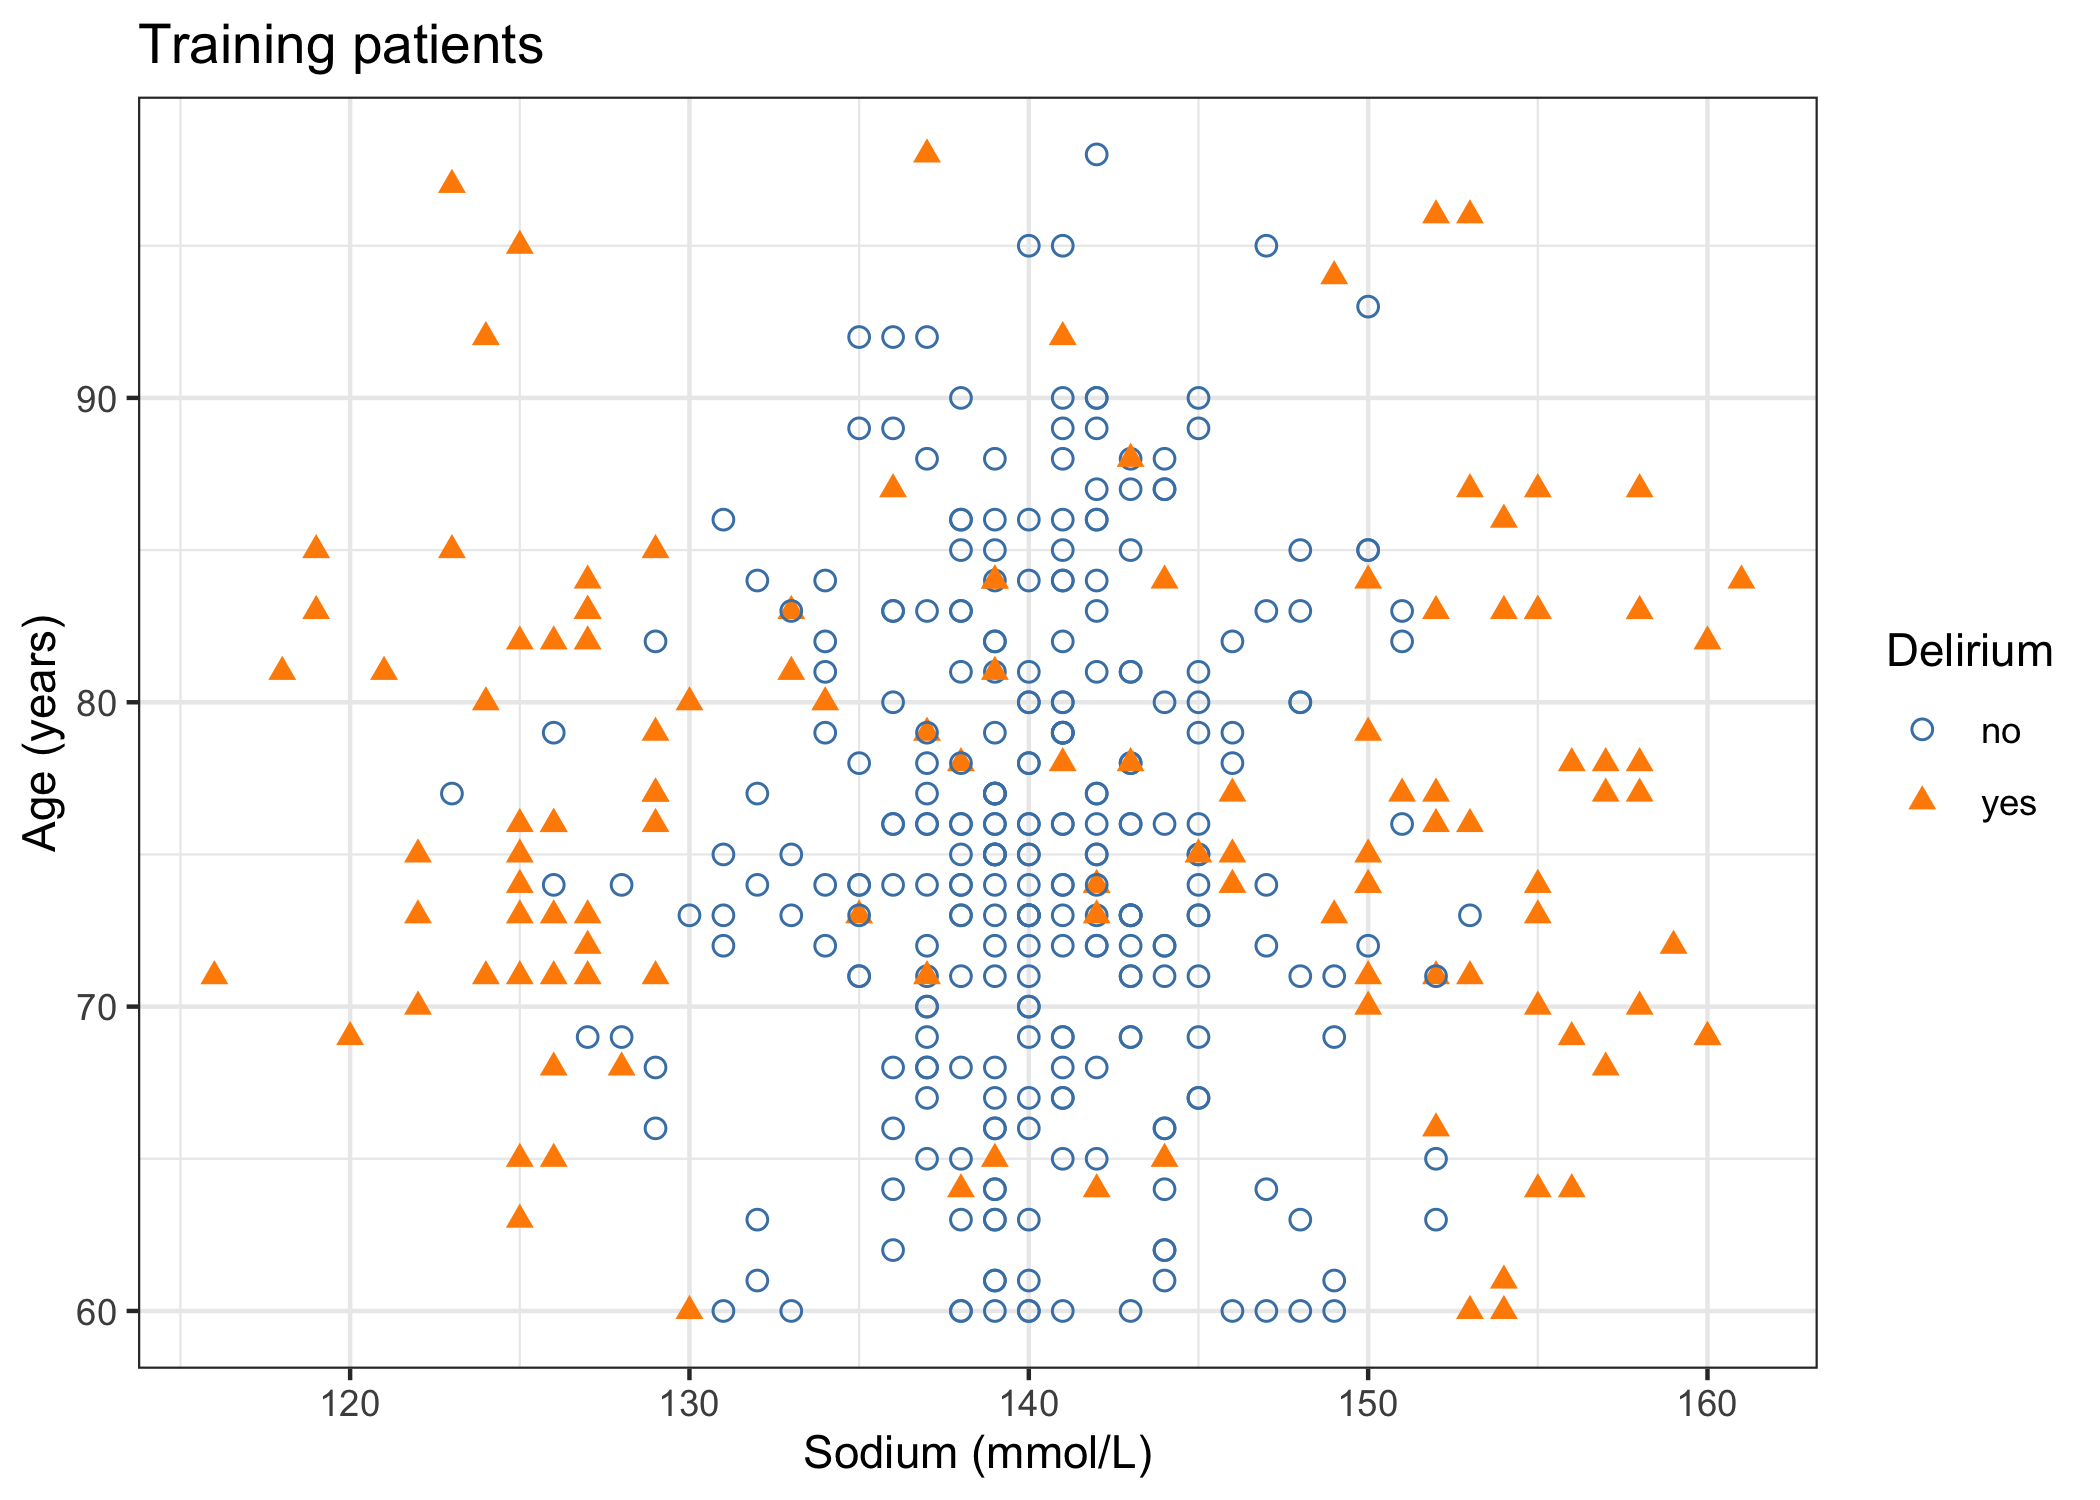 Training patients
Age (years)
90
80
70
60
120 130 140 150 160
Sodium (mmol/L)
Delirium
no
yes